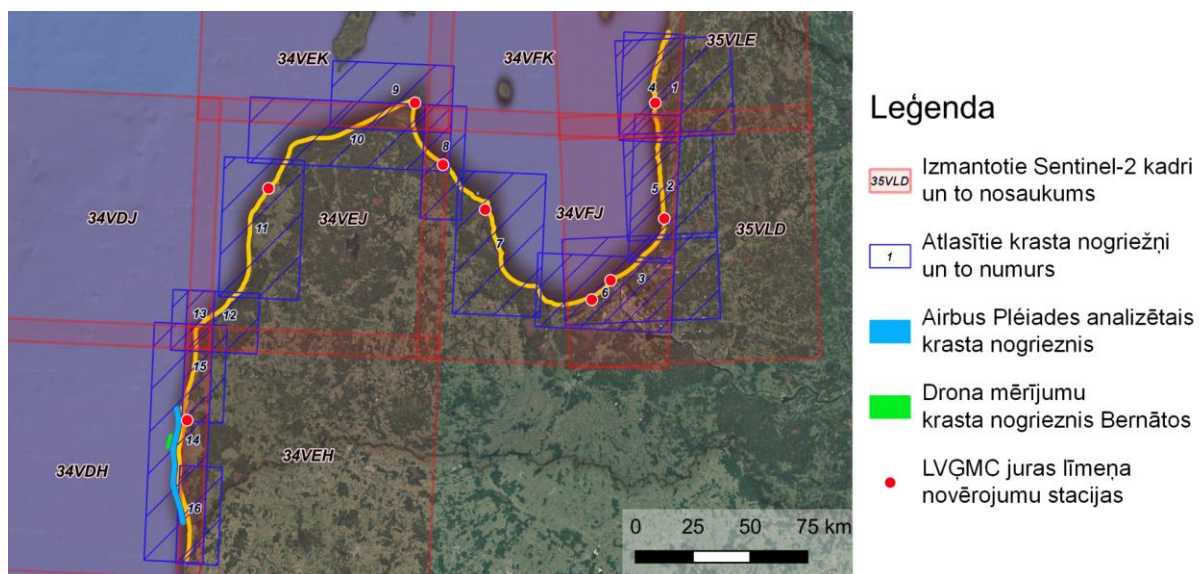 34VEK
34VFK
35VLE
9
4
1
10
8
34VDJ
34VEJ
5
2
34VFJ
35VLD
11
7
3
6
13
12
15
14
34VDH
34VEH
16
0 25 50 75 km
Leģenda
35VLD
Izmantotie Sentinel-2 kadri
un to nosaukums
1
Atlasītie krasta nogriežņi
un to numurs
Airbus Pléiades analizētais
krasta nogrieznis
Drona mērījumu
krasta nogrieznis Bernātos
LVĢMC juras līmeņa
novērojumu stacijas